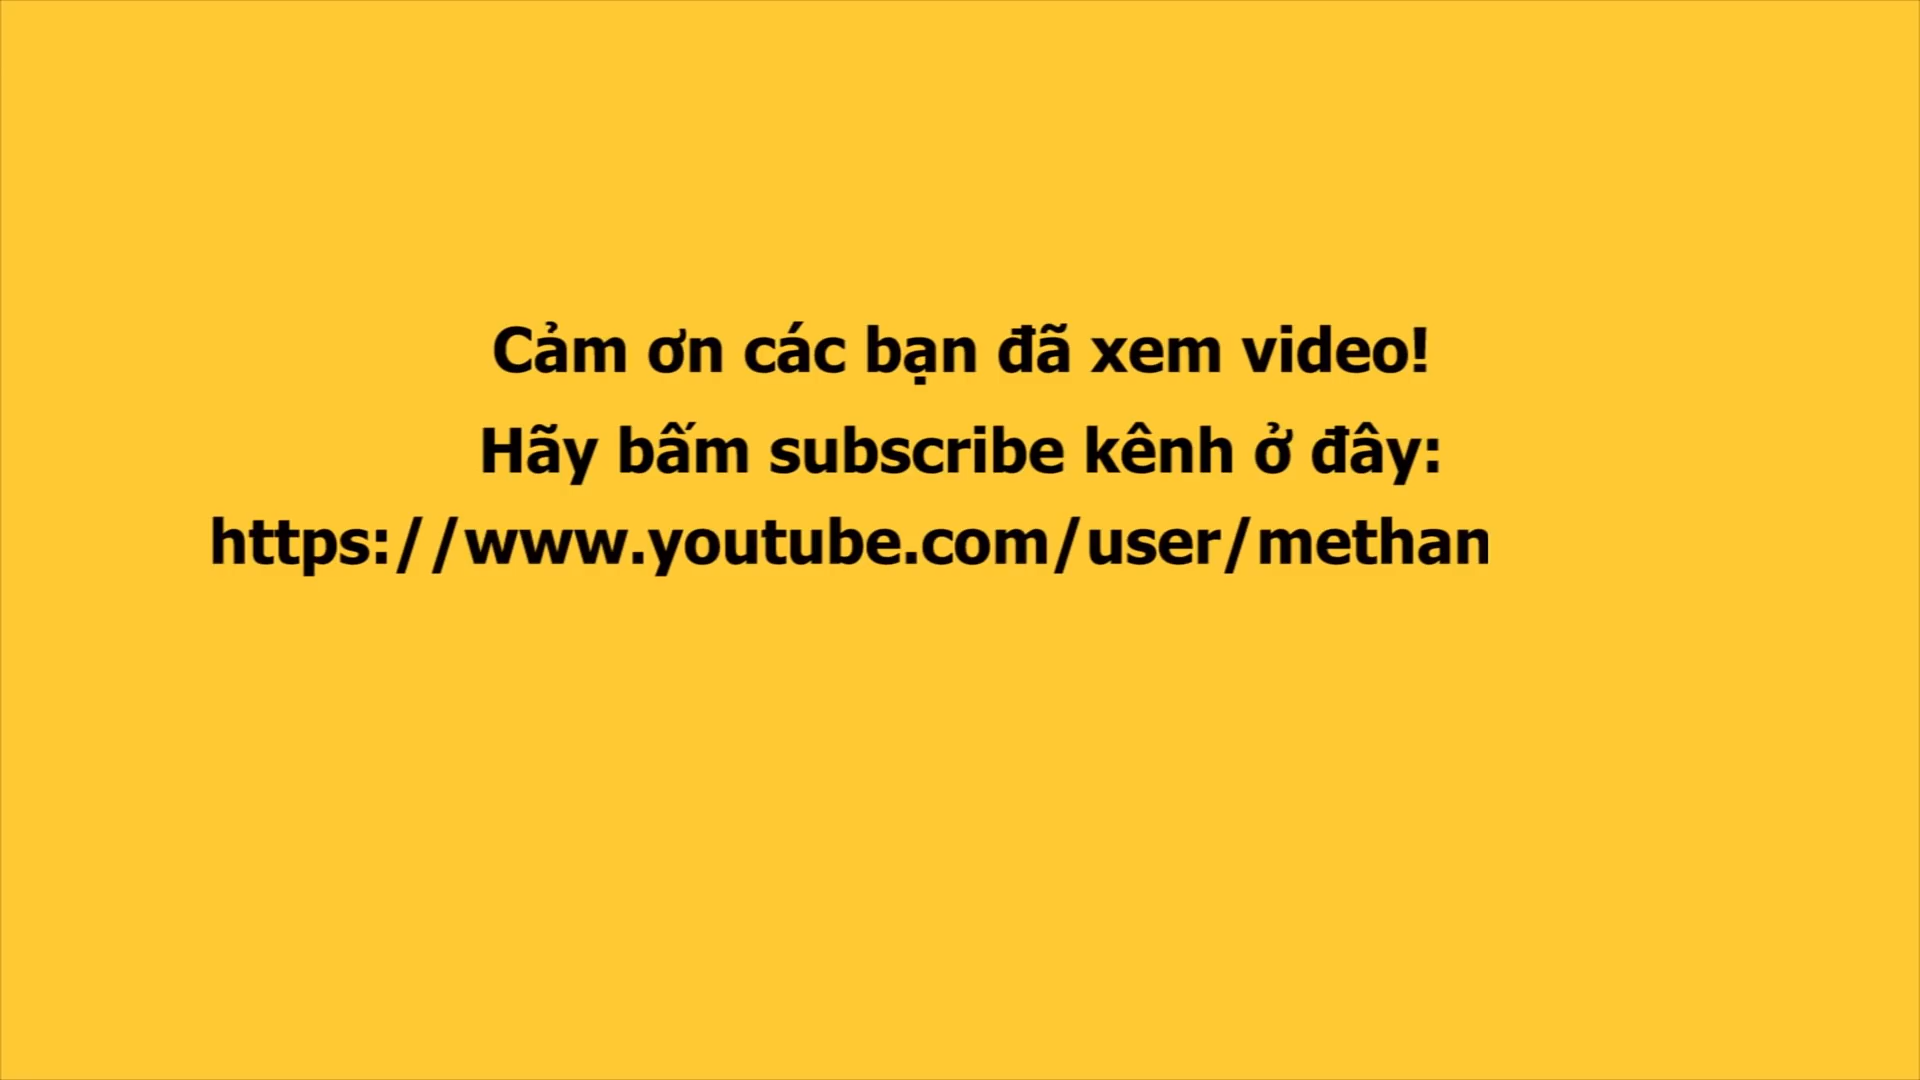 Cảm ơn các bạn đã xem video!
Hãy bấm subscribe kênh ở đây:
https://www.youtube.com/user/methan